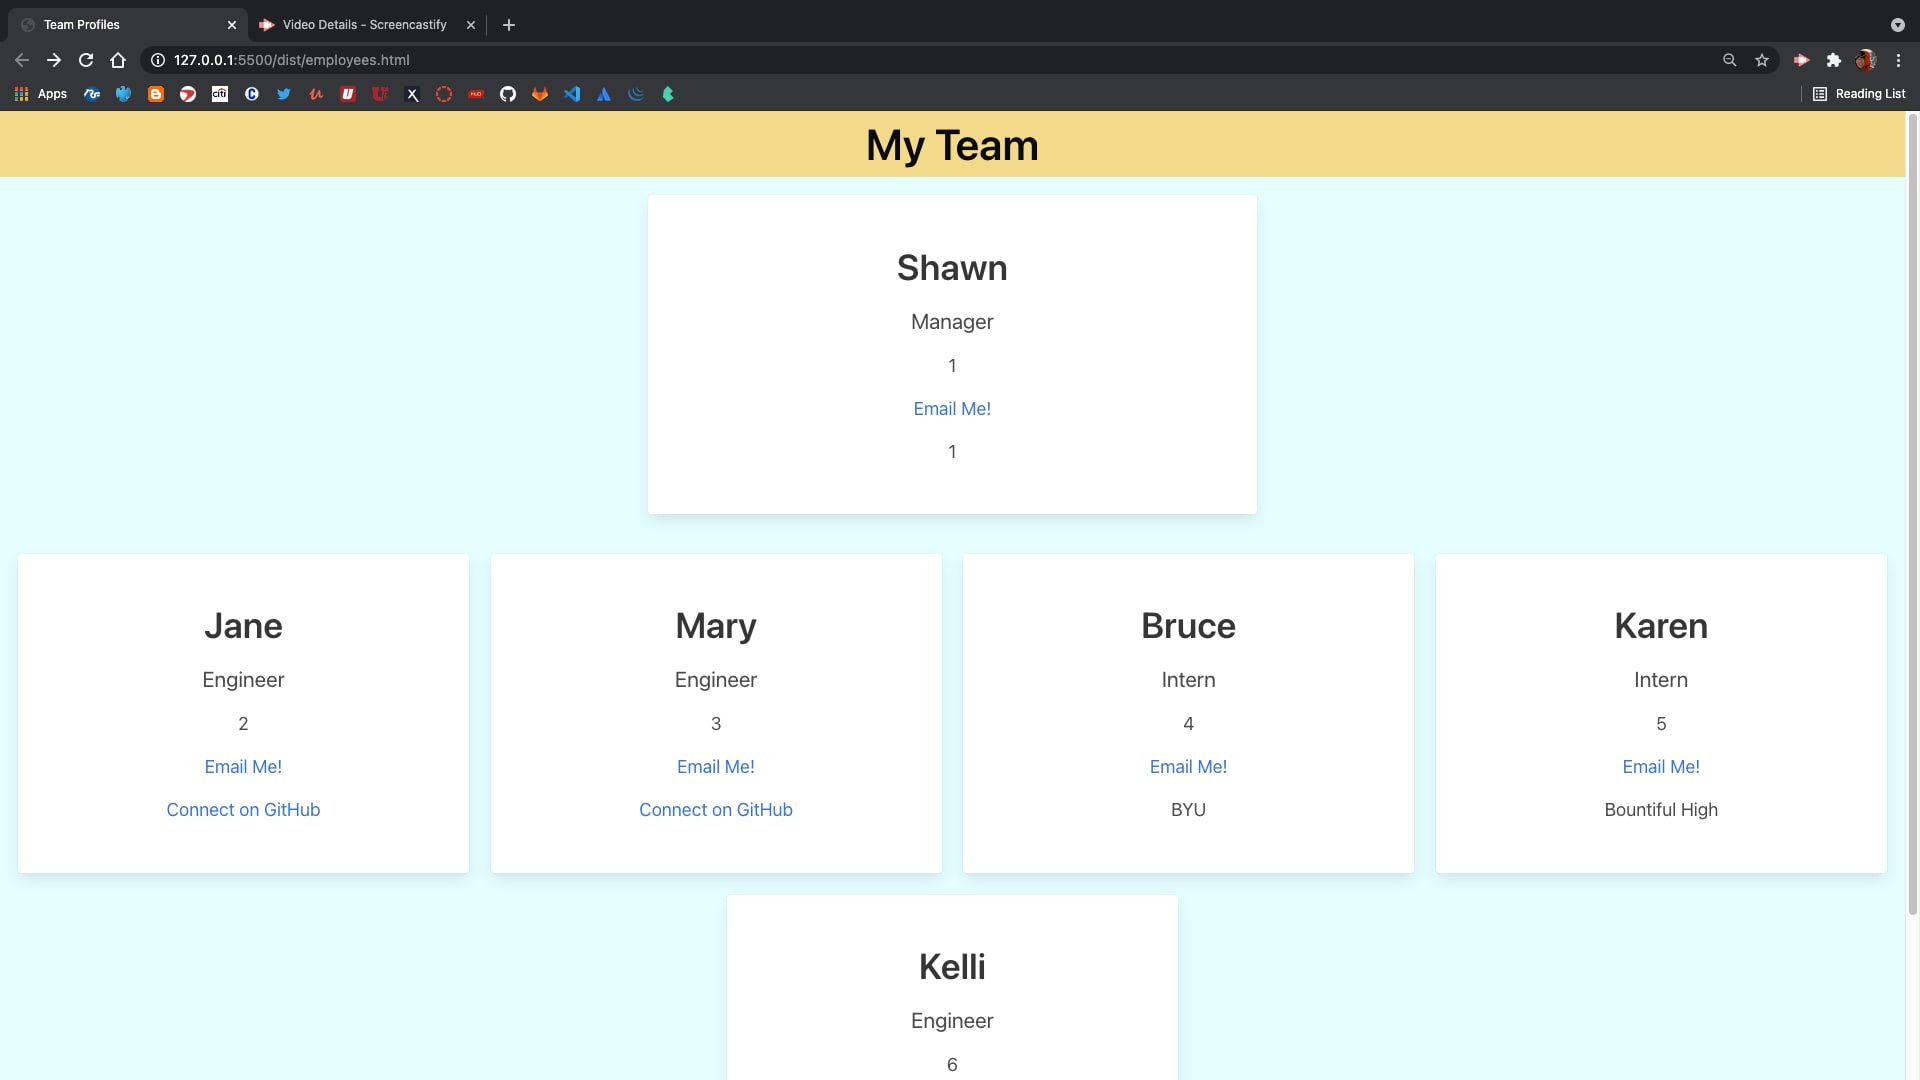 Team Profiles
Video Details - Screencastify
127.0.0.1:5500/dist/employees.html
Apps
citi
Reading List
My Team
Shawn
Manager
1
Email Me!
1
Jane
Engineer
2
Email Me!
Connect on GitHub
Mary
Engineer
3
Email Me!
Connect on GitHub
Bruce
Intern
4
Email Me!
BYU
Karen
Intern
5
Email Me!
Bountiful High
Kelli
Engineer
6